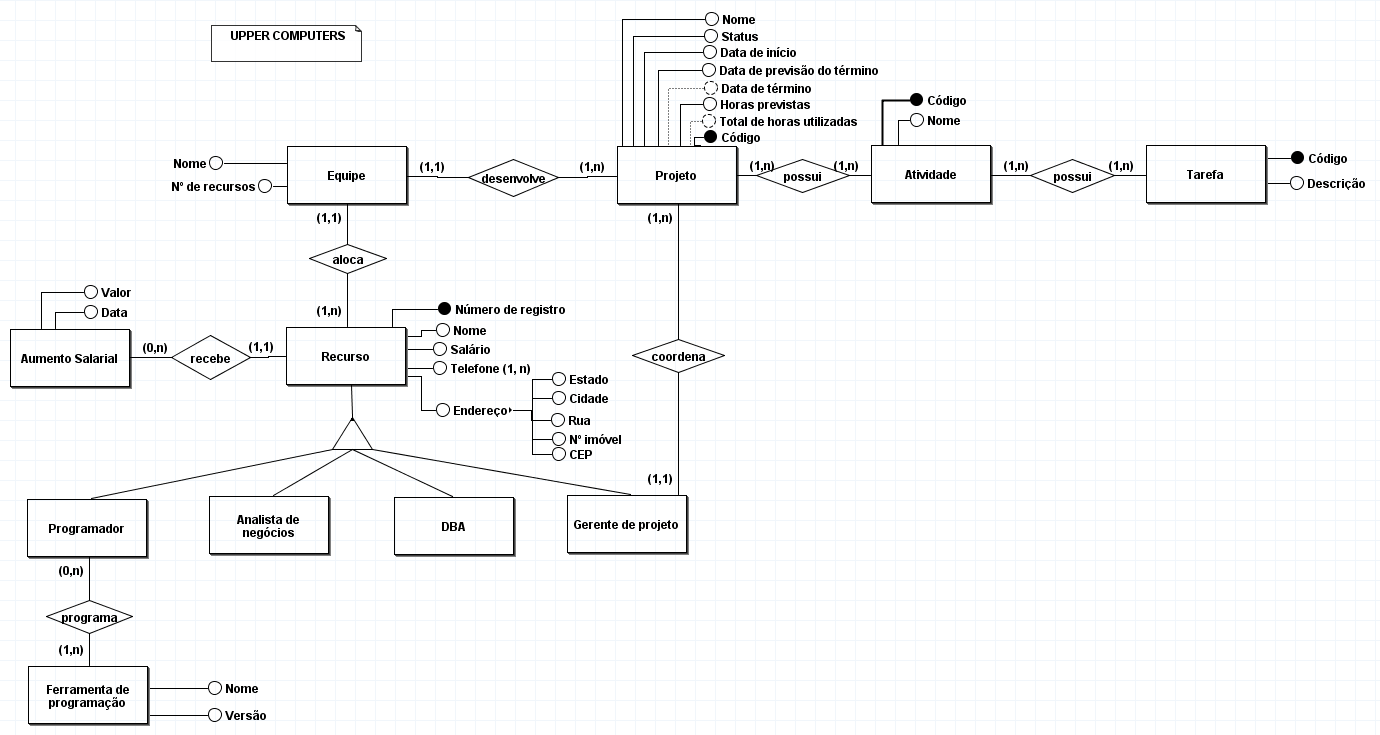 UPPER COMPUTERS
Nome
Status
Data de início
Data de previsão do término
Data de término
Horas previstas
Total de horas utilizadas
Código
Código
Nome
Nome
Nº de recursos
Equipe
(1,1)
desenvolve
(1,n)
Projeto
(1,n)
possui
(1,n)
Atividade
(1,n)
possui
(1,n)
Tarefa
Código
Descrição
(1,1)
aloca
(1,n)
(1,n)
coordena
(1,1)
Valor
Data
Aumento Salarial
(0,n)
recebe
(1,1)
Recurso
Número de registro
Nome
Salário
Telefone (1, n)
Endereço
Estado
Cidade
Rua
Nº imóvel
CEP
Programador
Analista de
negócios
DBA
Gerente de projeto
(0,n)
programa
(1,n)
Ferramenta de
programação
Nome
Versão